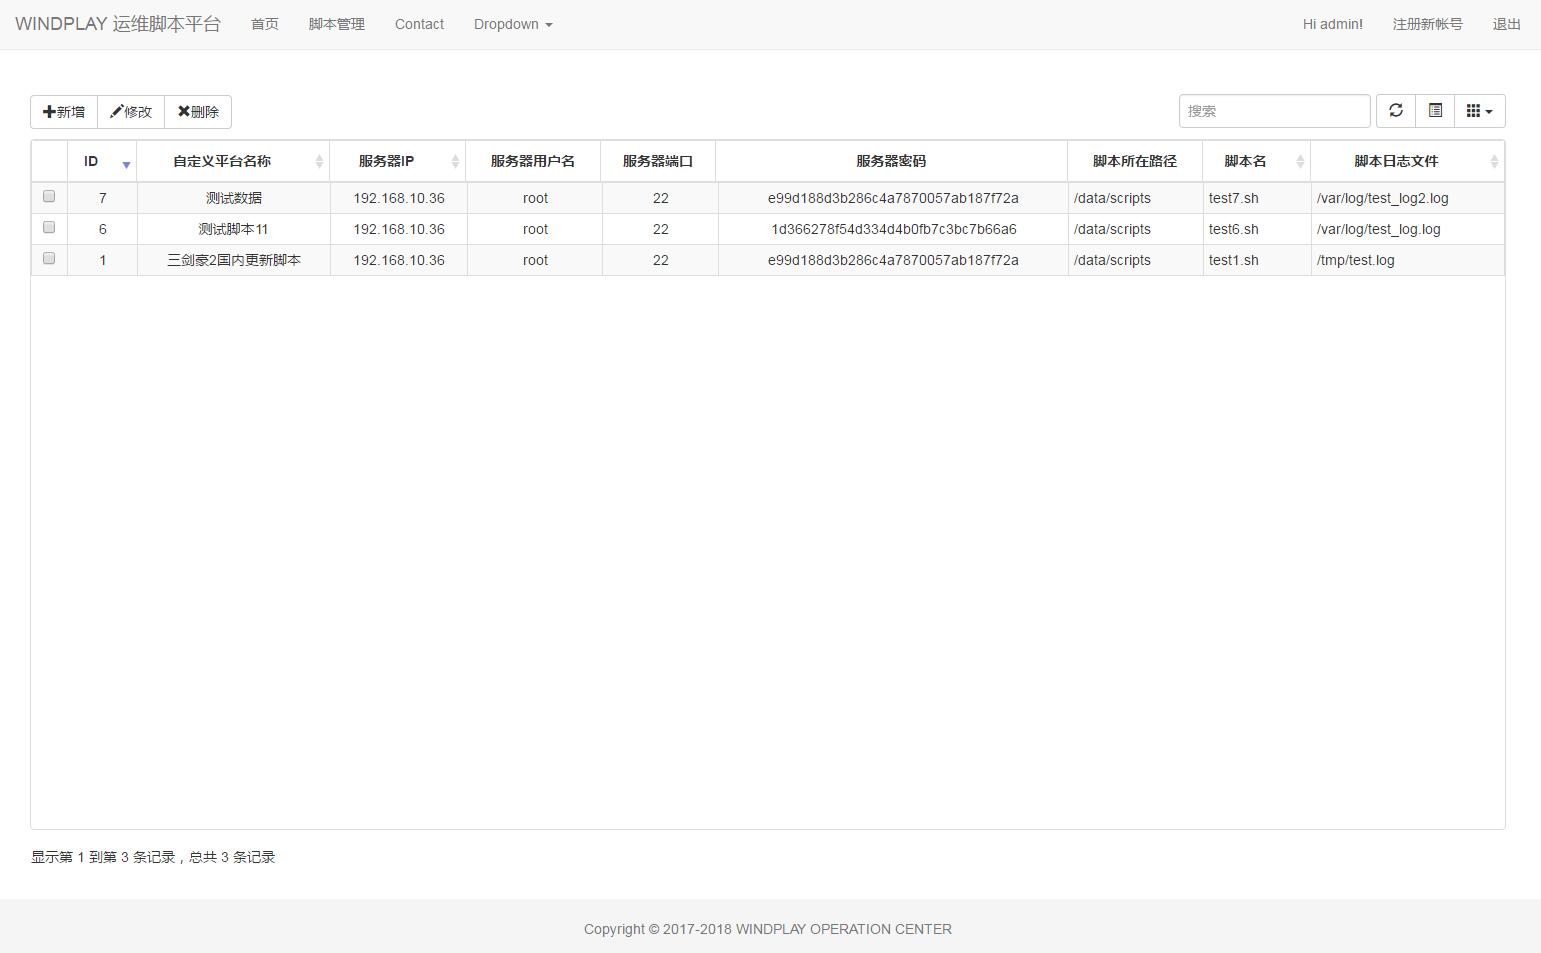 WINDPLAY 运维脚本平台 首页 脚本管理 Contact Dropdown Hi admin! 注册新帐号 退出
新增 修改 删除 搜索
ID 自定义平台名称 服务器IP 服务器用户名 服务器端口 服务器密码 脚本所在路径 脚本名 脚本日志文件
7 测试数据 192.168.10.36 root 22 e99d188d3b286c4a7870057ab187f72a /data/scripts test7.sh /var/log/test_log2.log
6 测试脚本11 192.168.10.36 root 22 1d366278f54d334d4b0fb7c3bc7b66a6 /data/scripts test6.sh /var/log/test_log.log
1 三剑豪2国内更新脚本 192.168.10.36 root 22 e99d188d3b286c4a7870057ab187f72a /data/scripts test1.sh /tmp/test.log
显示第 1 到第 3 条记录，总共 3 条记录
Copyright © 2017-2018 WINDPLAY OPERATION CENTER